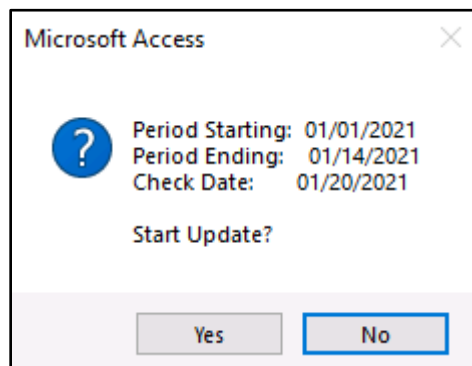 Microsoft Access
Period Starting: 01/01/2021
Period Ending: 01/14/2021
Check Date: 01/20/2021
Start Update?
Yes No